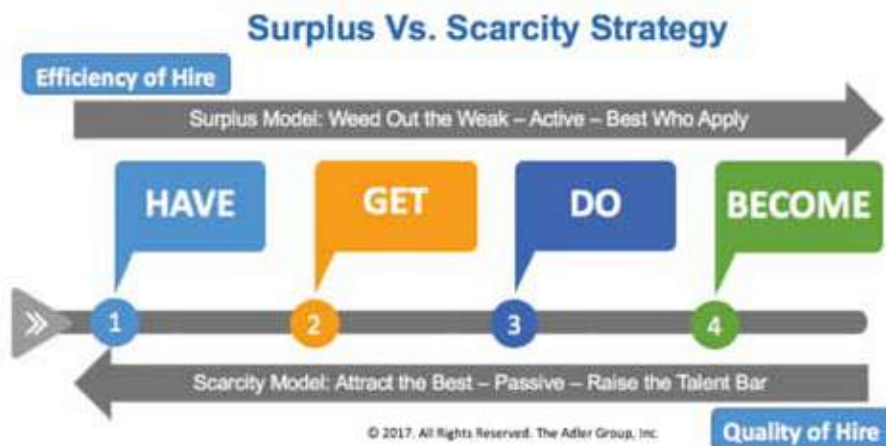 Surplus Vs. Scarcity Strategy
Efficiency of Hire
Surplus Model: Weed Out the Weak – Active – Best Who Apply
HAVE
GET
DO
BECOME
1
2
3
4
Scarcity Model: Attract the Best – Passive – Raise the Talent Bar
© 2017. All Rights Reserved. The Adler Group, Inc.
Quality of Hire